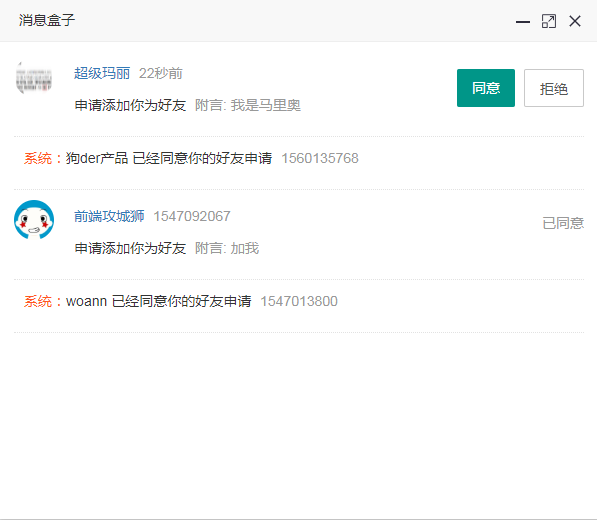 消息盒子
超级玛丽 22秒前
申请添加你为好友 附言: 我是马里奥
同意 拒绝
系统：狗der产品 已经同意你的好友申请 1560135768
前端攻城狮 1547092067
已同意
申请添加你为好友 附言: 加我
系统：woann 已经同意你的好友申请 1547013800